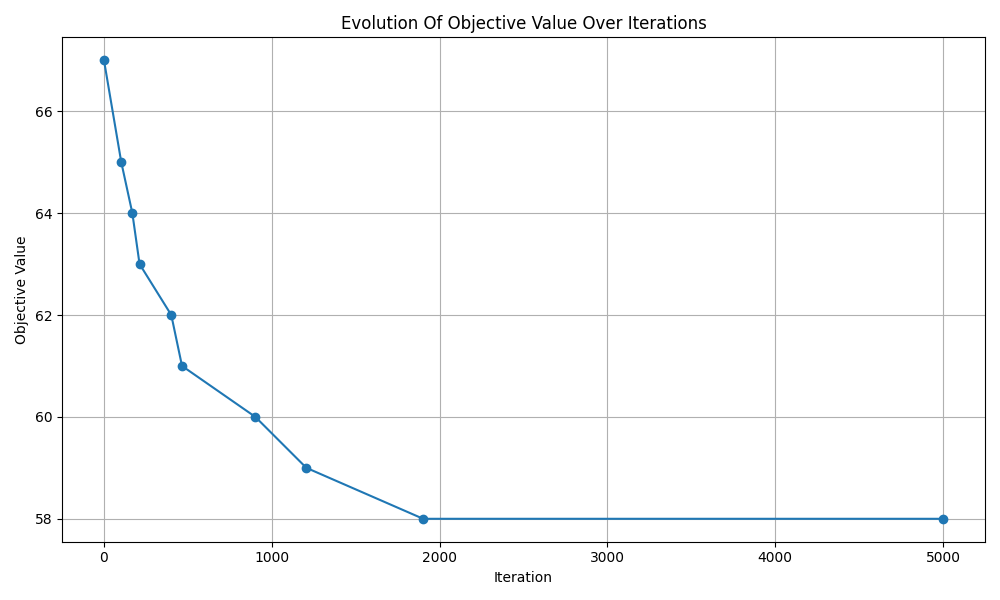 Evolution Of Objective Value Over Iterations
66
64
62
60
58
Objective Value
0 1000 2000 3000 4000 5000
Iteration